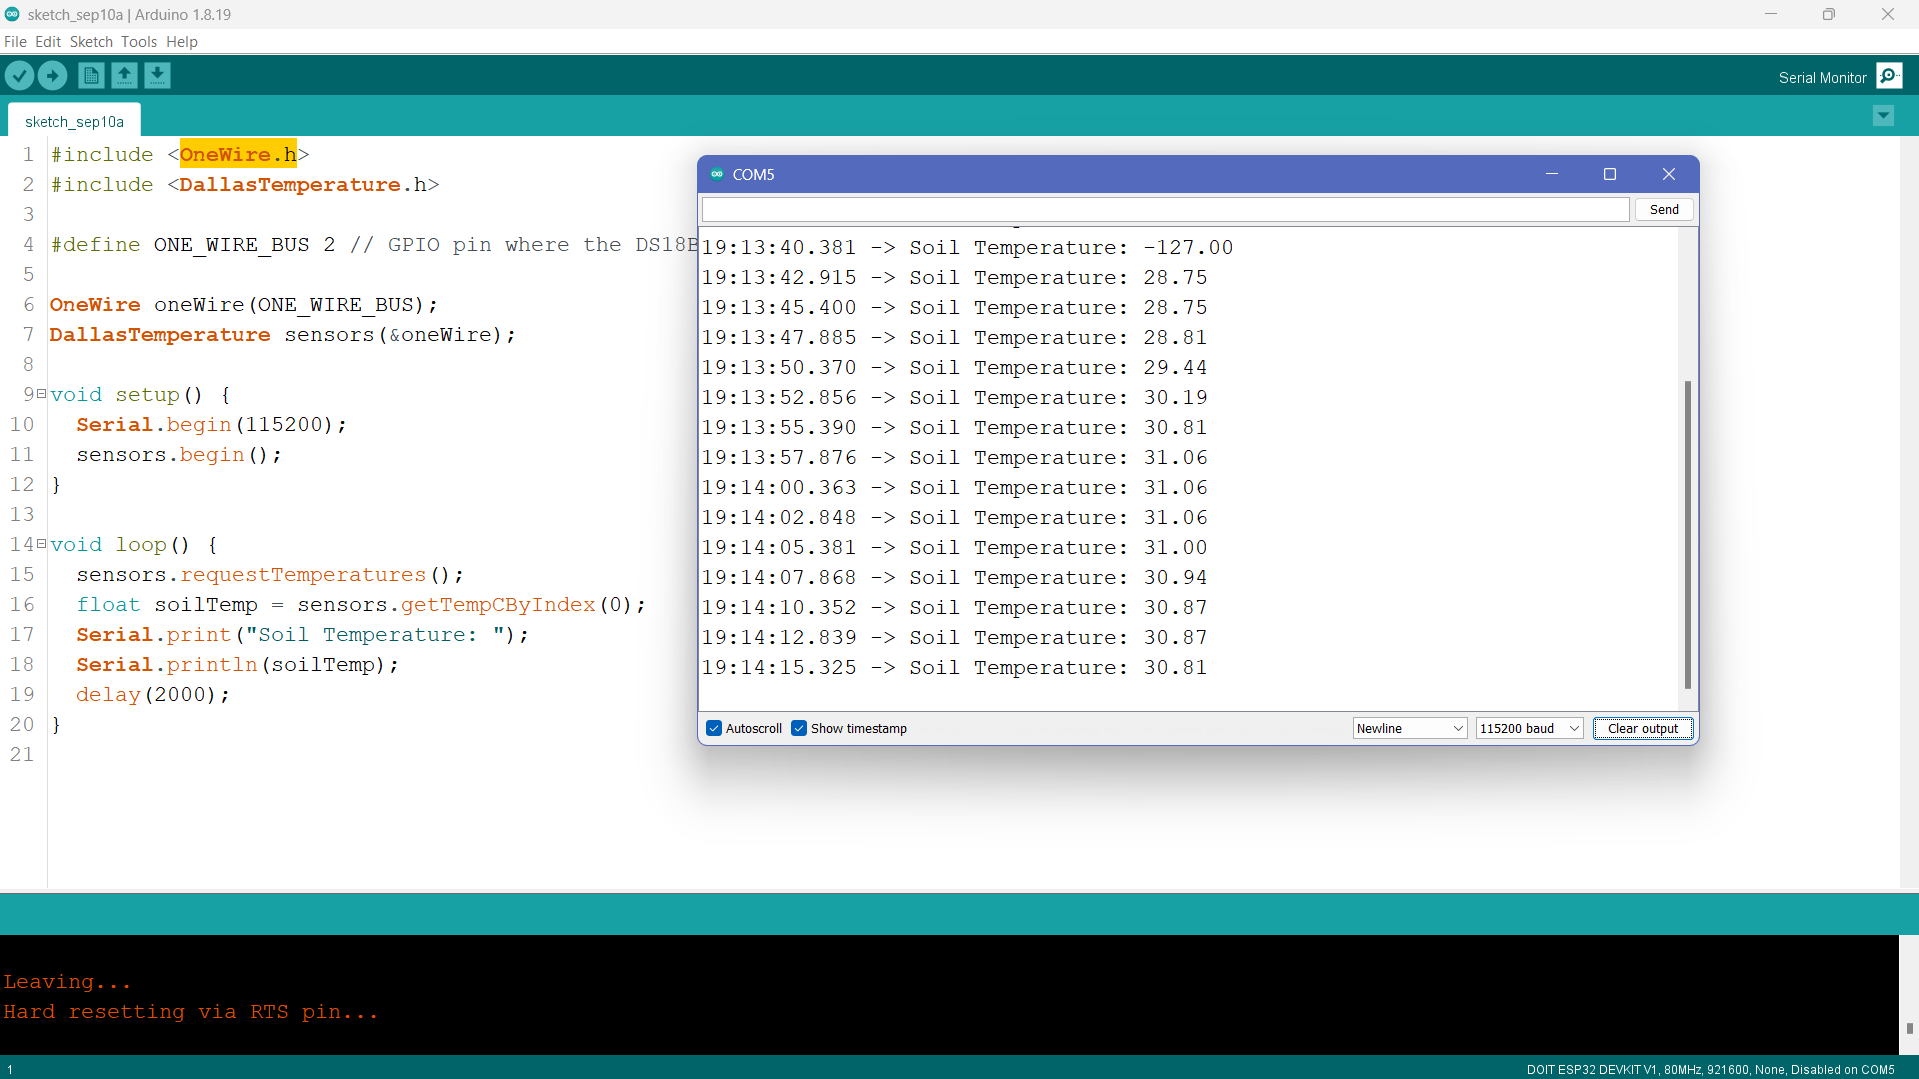 sketch_sep10a | Arduino 1.8.19
File Edit Sketch Tools Help
Serial Monitor
sketch_sep10a
1 #include <OneWire.h>
2 #include <DallasTemperature.h>
3
4 #define ONE_WIRE_BUS 2 // GPIO pin where the DS18B
5
6 OneWire oneWire(ONE_WIRE_BUS);
7 DallasTemperature sensors(&oneWire);
8
9 void setup() {
10 Serial.begin(115200);
11 sensors.begin();
12 }
13
14 void loop() {
15 sensors.requestTemperatures();
16 float soilTemp = sensors.getTempCByIndex(0);
17 Serial.print("Soil Temperature: ");
18 Serial.println(soilTemp);
19 delay(2000);
20 }
21
COM5
Send
19:13:40.381 -> Soil Temperature: -127.00
19:13:42.915 -> Soil Temperature: 28.75
19:13:45.400 -> Soil Temperature: 28.75
19:13:47.885 -> Soil Temperature: 28.81
19:13:50.370 -> Soil Temperature: 29.44
19:13:52.856 -> Soil Temperature: 30.19
19:13:55.390 -> Soil Temperature: 30.81
19:13:57.876 -> Soil Temperature: 31.06
19:14:00.363 -> Soil Temperature: 31.06
19:14:02.848 -> Soil Temperature: 31.06
19:14:05.381 -> Soil Temperature: 31.00
19:14:07.868 -> Soil Temperature: 30.94
19:14:10.352 -> Soil Temperature: 30.87
19:14:12.839 -> Soil Temperature: 30.87
19:14:15.325 -> Soil Temperature: 30.81
Autoscroll Show timestamp Newline 115200 baud Clear output
Leaving...
Hard resetting via RTS pin...
1 DOIT ESP32 DEVKIT V1, 80MHz, 921600, None, Disabled on COM5